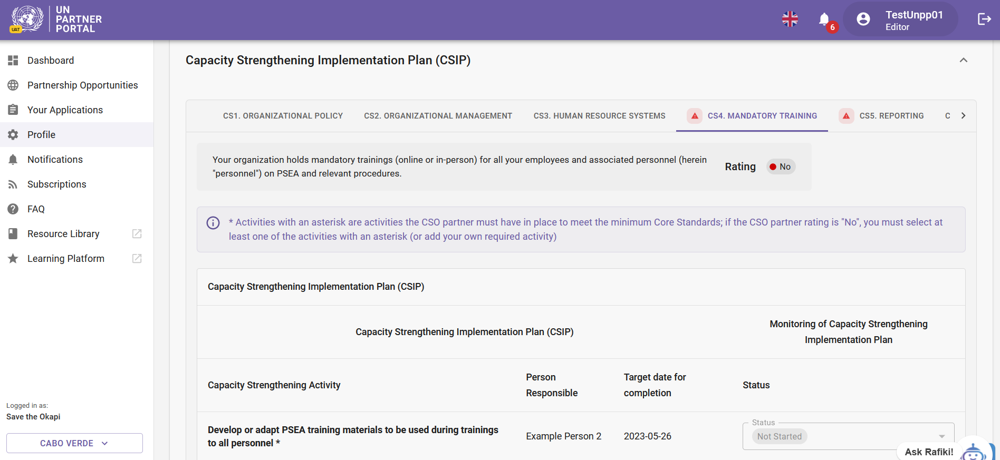 UN
PARTNER
PORTAL
UAT
6
TestUnpp01
Editor
Dashboard
Partnership Opportunities
Your Applications
Profile
Notifications
Subscriptions
FAQ
Resource Library
Learning Platform
Logged in as:
Save the Okapi
CABO VERDE
Capacity Strengthening Implementation Plan (CSIP)
CS1. ORGANIZATIONAL POLICY
CS2. ORGANIZATIONAL MANAGEMENT
CS3. HUMAN RESOURCE SYSTEMS
CS4. MANDATORY TRAINING
CS5. REPORTING
C
Your organization holds mandatory trainings (online or in-person) for all your employees and associated personnel (herein
"personnel") on PSEA and relevant procedures.
Rating
No
* Activities with an asterisk are activities the CSO partner must have in place to meet the minimum Core Standards; if the CSO partner rating is "No", you must select at
least one of the activities with an asterisk (or add your own required activity)
Capacity Strengthening Implementation Plan (CSIP)
Capacity Strengthening Implementation Plan (CSIP)
Monitoring of Capacity Strengthening
Implementation Plan
Capacity Strengthening Activity
Person
Responsible
Target date for
completion
Status
Develop or adapt PSEA training materials to be used during trainings
to all personnel *
Example Person 2
2023-05-26
Status
Not Started
Ask Rafiki!